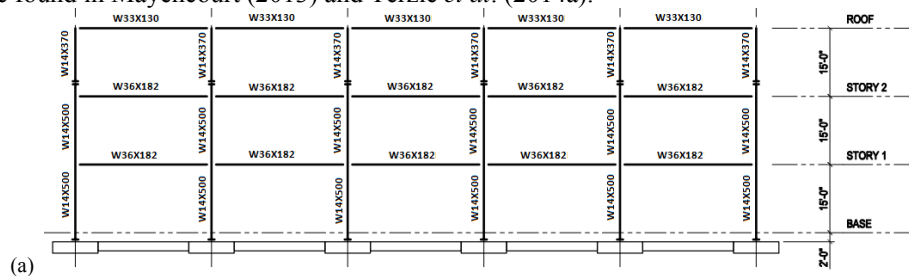 e found in Mayencourt (2013) and Terzic et al. (2014a).
W33X130 W33X130 W33X130 W33X130 W33X130 ROOF
W14X370 W14X370 W14X370 W14X370 W14X370 W14X370 15'-0"
W36X182 W36X182 W36X182 W36X182 W36X182 STORY 2
W14X500 W14X500 W14X500 W14X500 W14X500 W14X500 15'-0"
W36X182 W36X182 W36X182 W36X182 W36X182 STORY 1
W14X500 W14X500 W14X500 W14X500 W14X500 W14X500 15'-0"
BASE
2'-0"
(a)